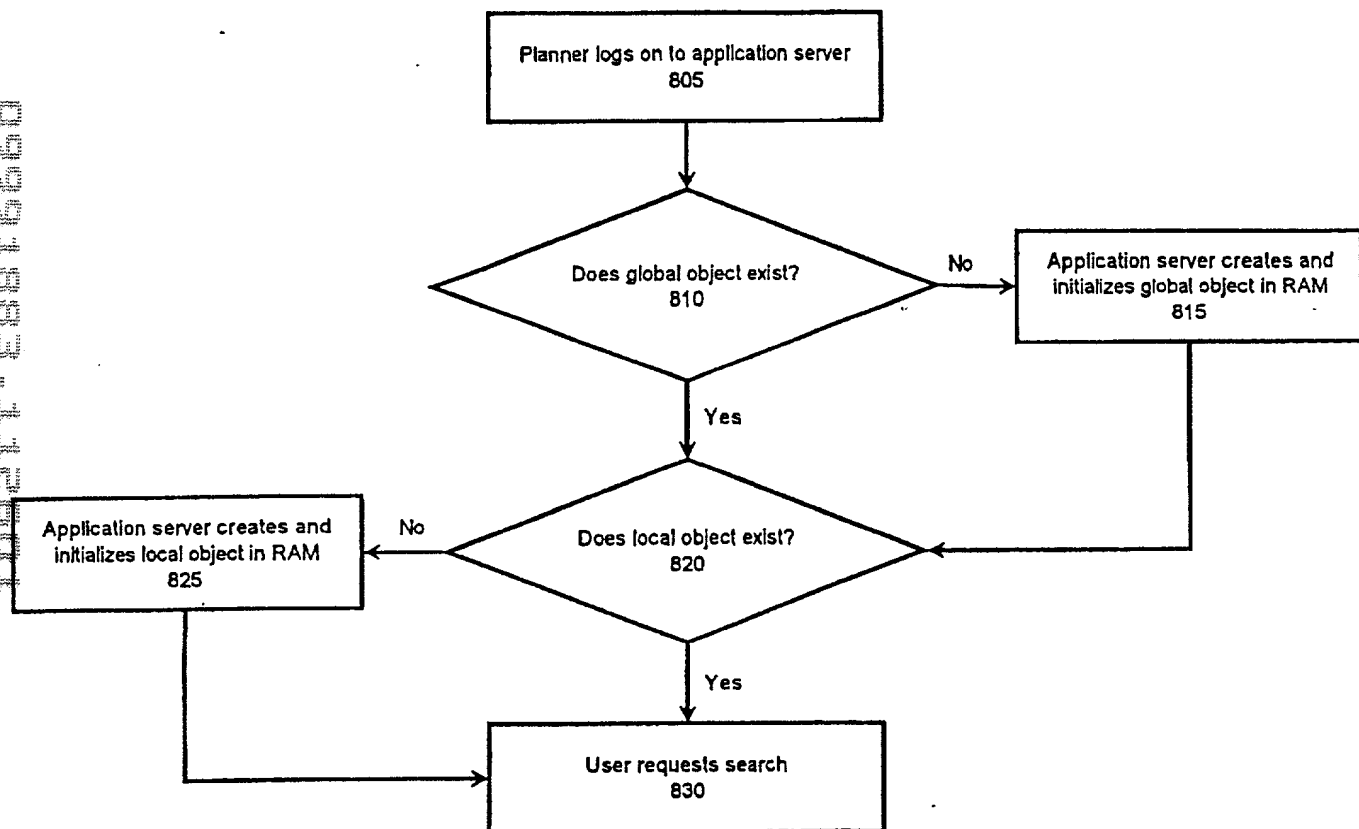 Planner logs on to application server
805
Does global object exist?
810
No
Application server creates and
initializes global object in RAM
815
Yes
Does local object exist?
820
No
Application server creates and
initializes local object in RAM
825
Yes
User requests search
830